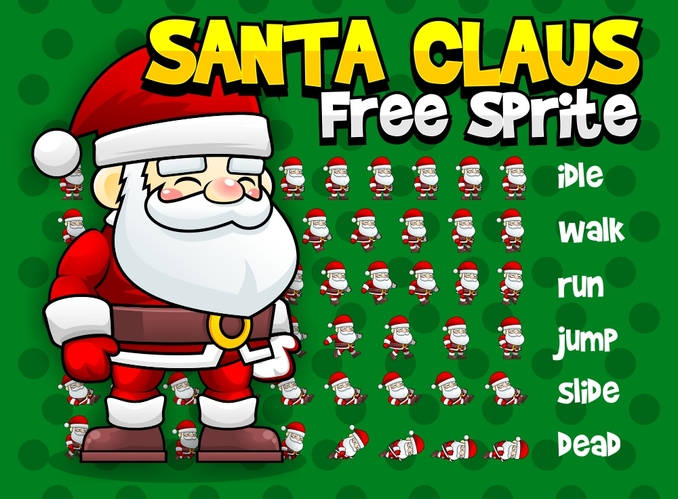 SANTA CLAUS
Free Sprite
idle
walk
run
jump
slide
dead